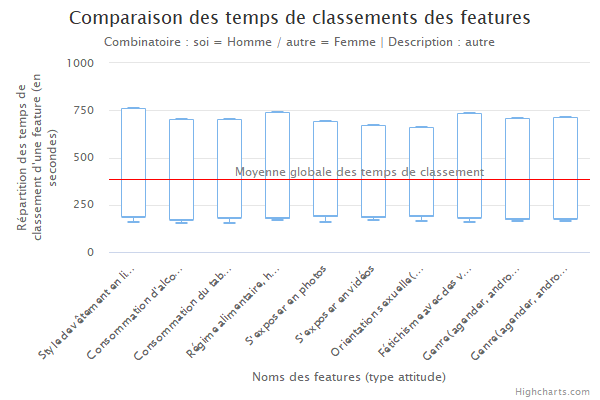 Comparaison des temps de classements des features
Combinatoire : soi = Homme / autre = Femme | Description : autre
Répartition des temps de
classement d'une feature (en
secondes)
1000
750
500
250
0
Moyenne globale des temps de classement
Style de vêtement en li…
Consommation d'alco…
Consommation du tab…
Régime alimentaire, h…
S'exposer en photos
S'exposer en vidéos
Orientation sexuelle(…
Fétichisme avec des v…
Genre (agender, andro…
Genre (agender, andro…
Noms des features (type attitude)
Highcharts.com